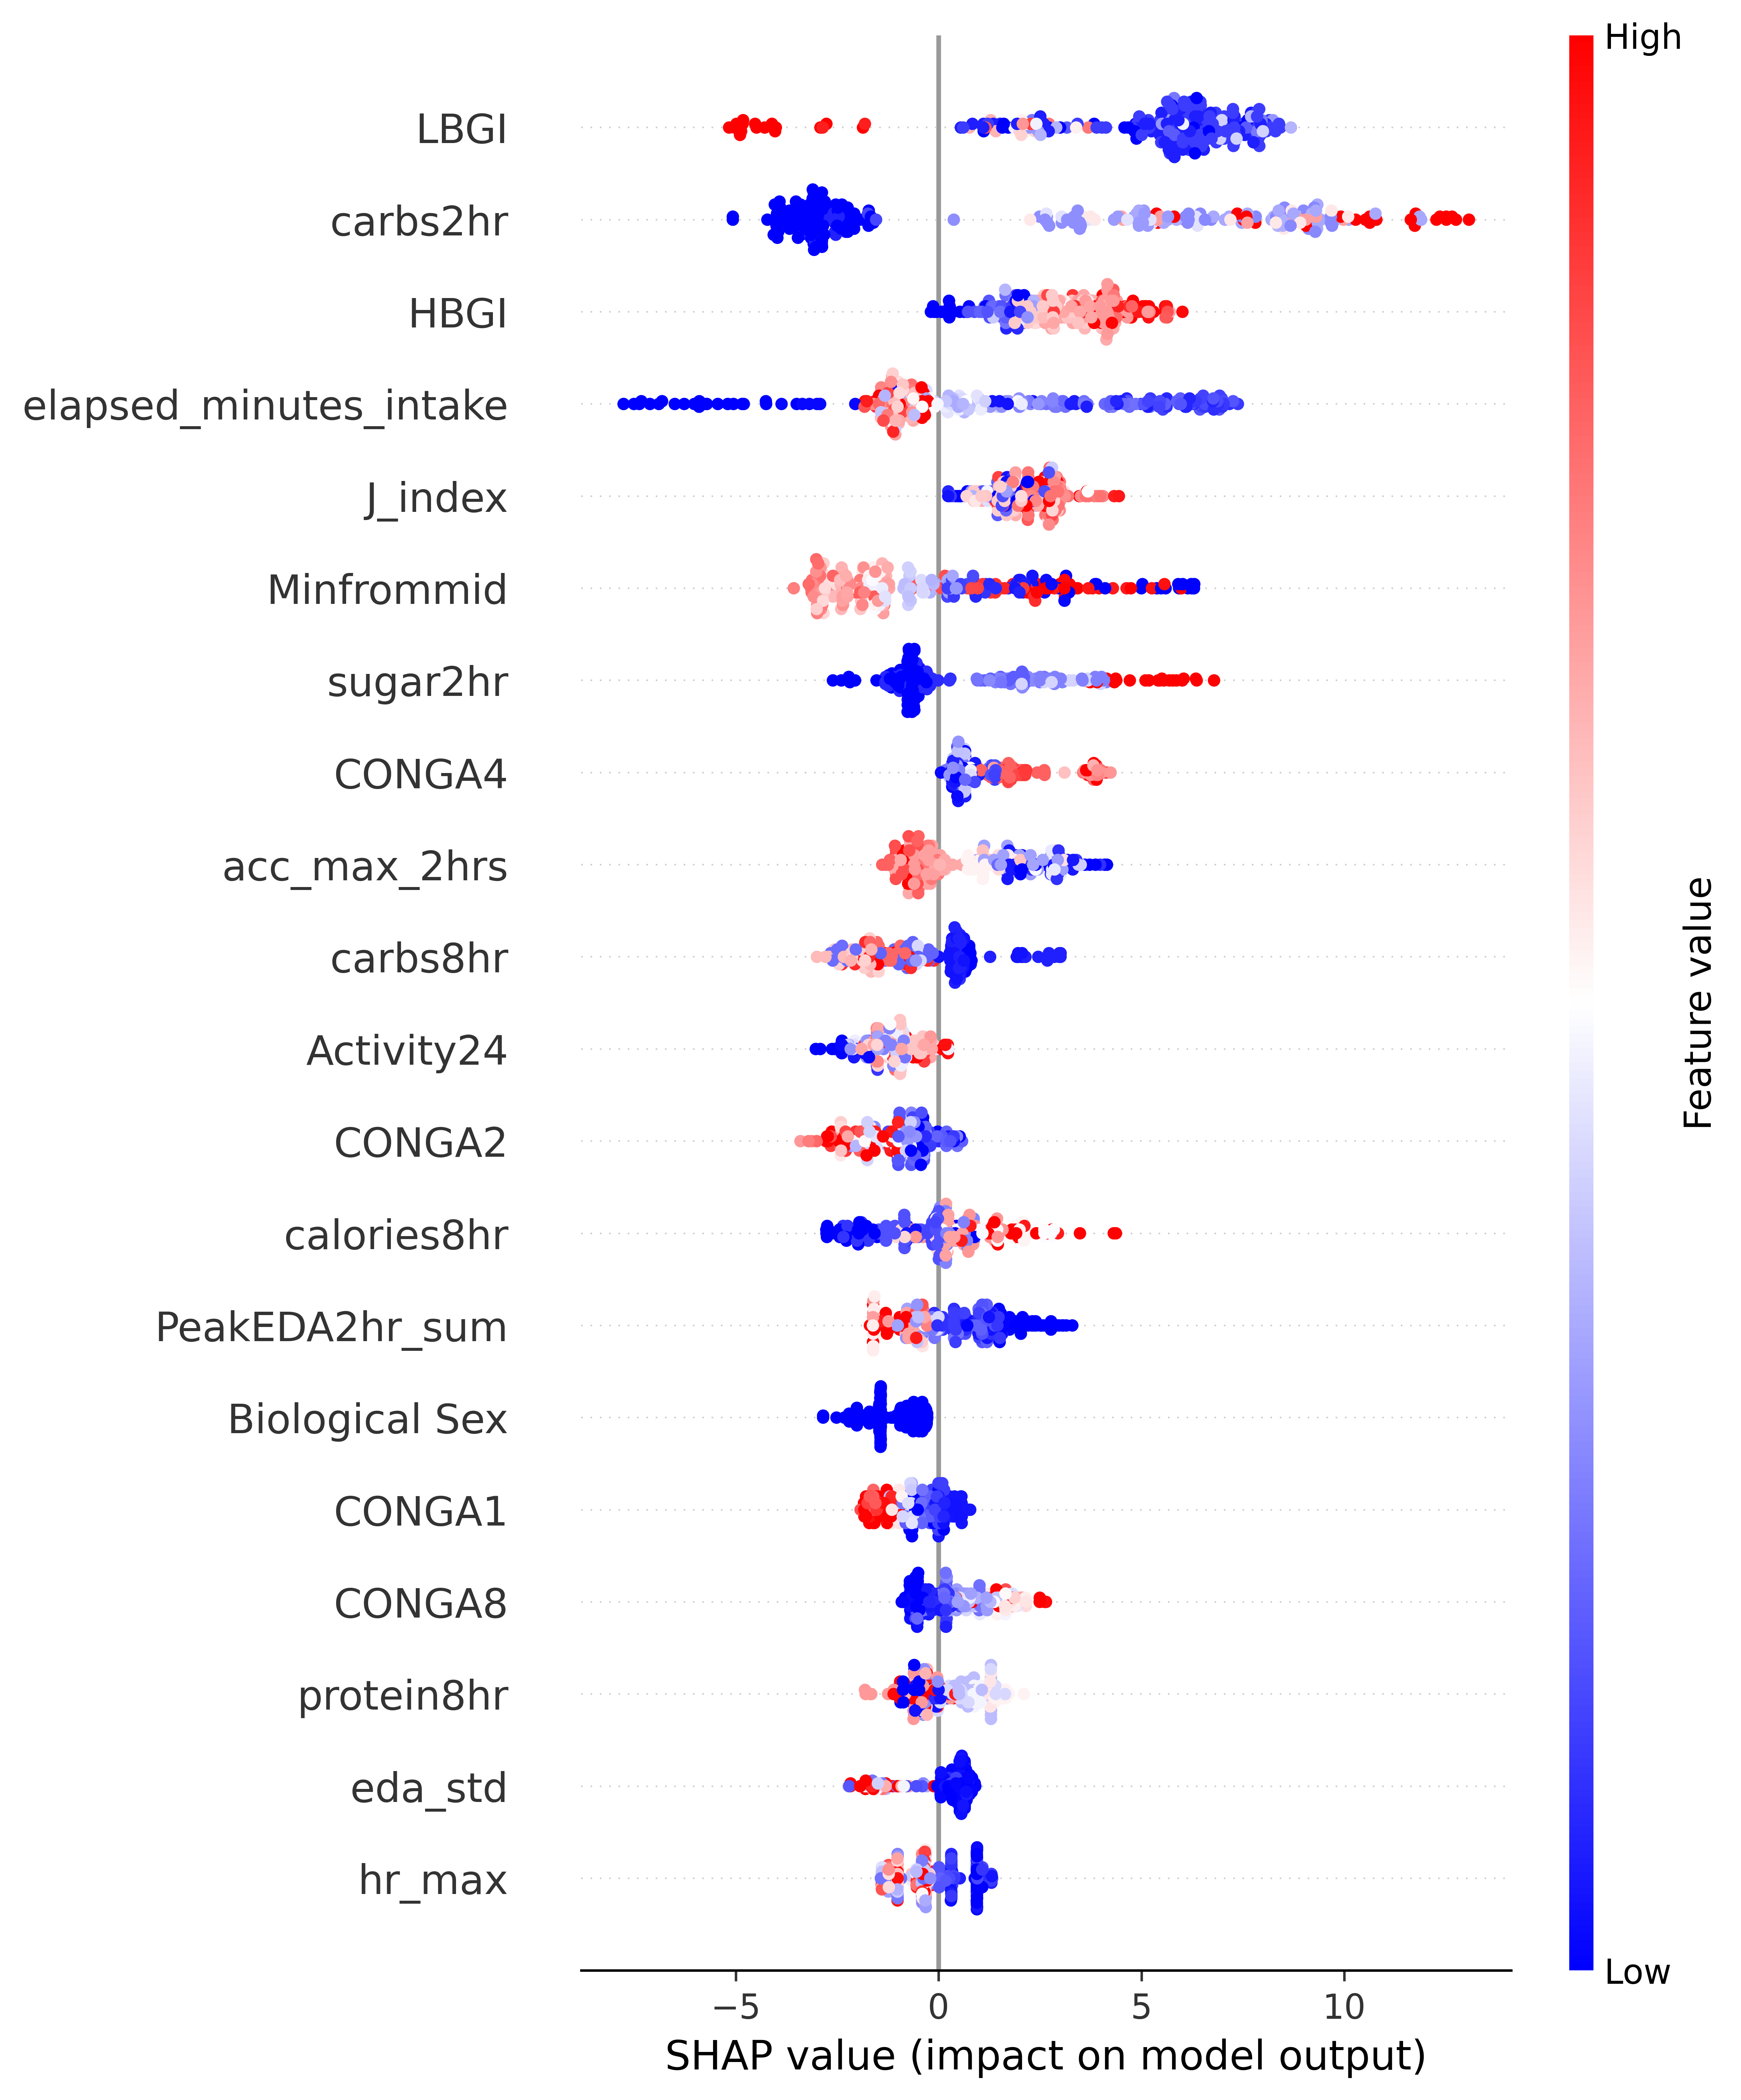 High
LBGI
carbs2hr
HBGI
elapsed_minutes_intake
J_index
Minfrommid
sugar2hr
CONGA4
acc_max_2hrs
carbs8hr
Activity24
CONGA2
calories8hr
PeakEDA2hr_sum
Biological Sex
CONGA1
CONGA8
protein8hr
eda_std
hr_max
Feature value
Low
−5 0 5 10
SHAP value (impact on model output)